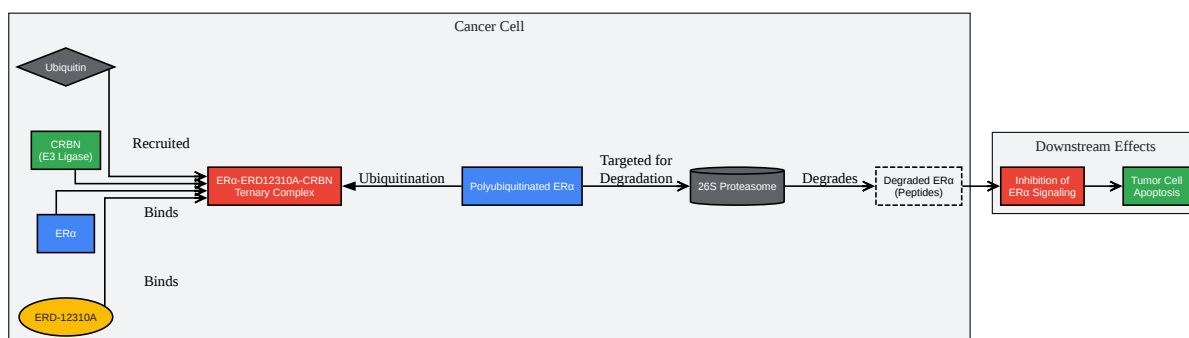 Cancer Cell
Ubiquitin
CRBN
(E3 Ligase)
Recruited
ERα
Binds
ERD-12310A
Binds
ERα-ERD12310A-CRBN
Ternary Complex
Ubiquitination
Polyubiquitinated ERα
Targeted for
Degradation
26S Proteasome
Degrades
Degraded ERα
(Peptides)
Downstream Effects
Inhibition of
ERα Signaling
Tumor Cell
Apoptosis